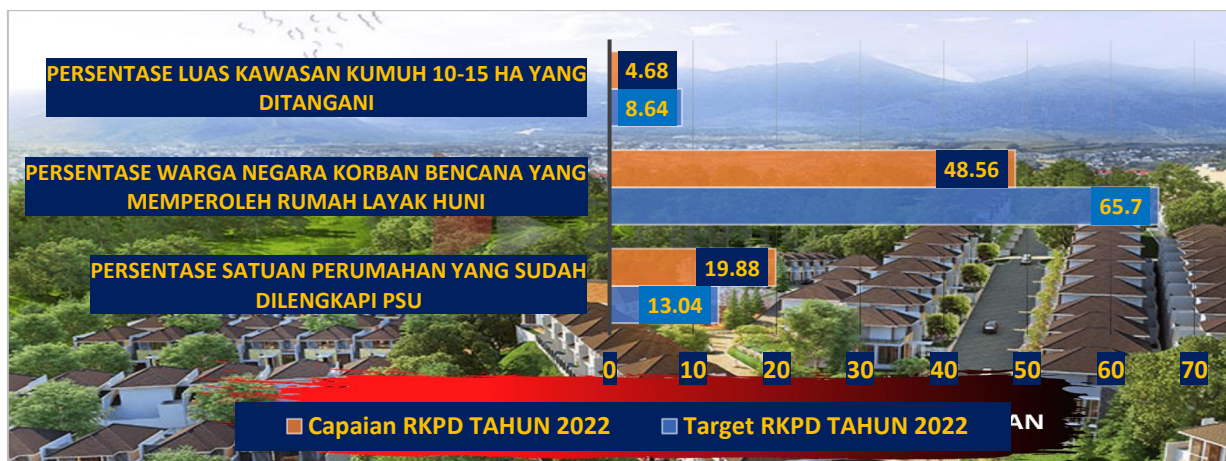 PERSENTASE LUAS KAWASAN KUMUH 10-15 HA YANG
DITANGANI
4.68
8.64
PERSENTASE WARGA NEGARA KORBAN BENCANA YANG
MEMPEROLEH RUMAH LAYAK HUNI
48.56
65.7
PERSENTASE SATUAN PERUMAHAN YANG SUDAH
DILENGKAPI PSU
19.88
13.04
0 10 20 30 40 50 60 70
Capaian RKPD TAHUN 2022 Target RKPD TAHUN 2022